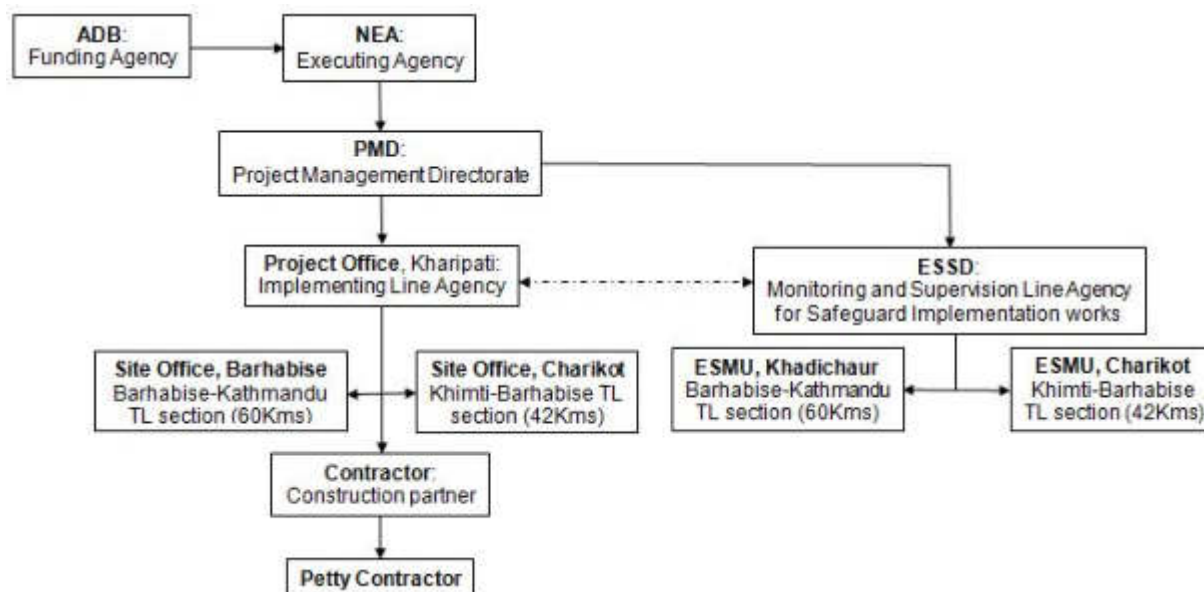 ADB:
Funding Agency
NEA:
Executing Agency
PMD:
Project Management Directorate
Project Office, Kharipati:
Implementing Line Agency
ESSD:
Monitoring and Supervision Line Agency
for Safeguard Implementation works
Site Office, Barhabise
Barhabise-Kathmandu
TL section (60Kms)
Site Office, Charikot
Khimti-Barhabise TL
section (42Kms)
ESMU, Khadichaur
Barhabise-Kathmandu
TL section (60Kms)
ESMU, Charikot
Khimti-Barhabise
TL section (42Kms)
Contractor:
Construction partner
Petty Contractor